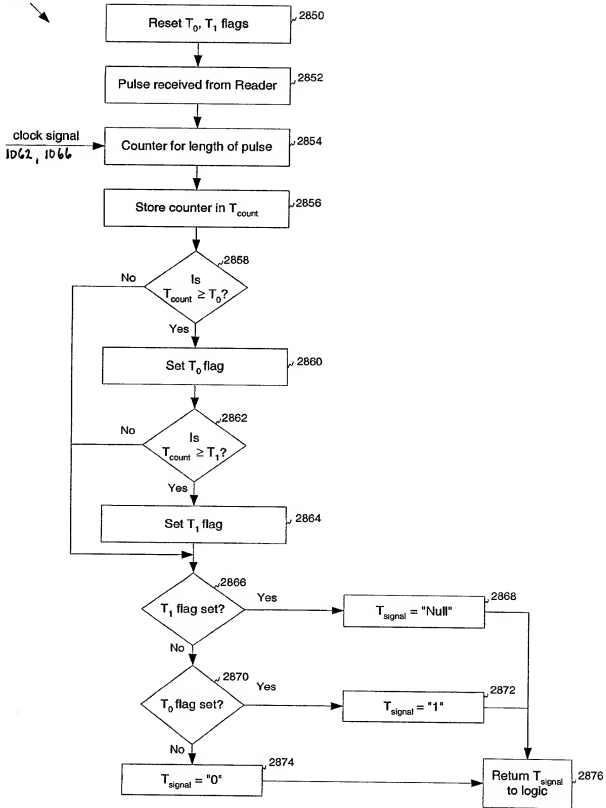 Reset T0, T1 flags
2850
Pulse received from Reader
2852
clock signal
1062, 1066
Counter for length of pulse
2854
Store counter in Tcount
2856
2858
No
Is
Tcount ≥ T0?
Yes
Set T0 flag
2860
2862
No
Is
Tcount ≥ T1?
Yes
Set T1 flag
2864
2866
T1 flag set?
Yes
Tsignal = "Null"
2868
No
2870
T0 flag set?
Yes
Tsignal = "1"
2872
No
Tsignal = "0"
2874
Return Tsignal
to logic
2876